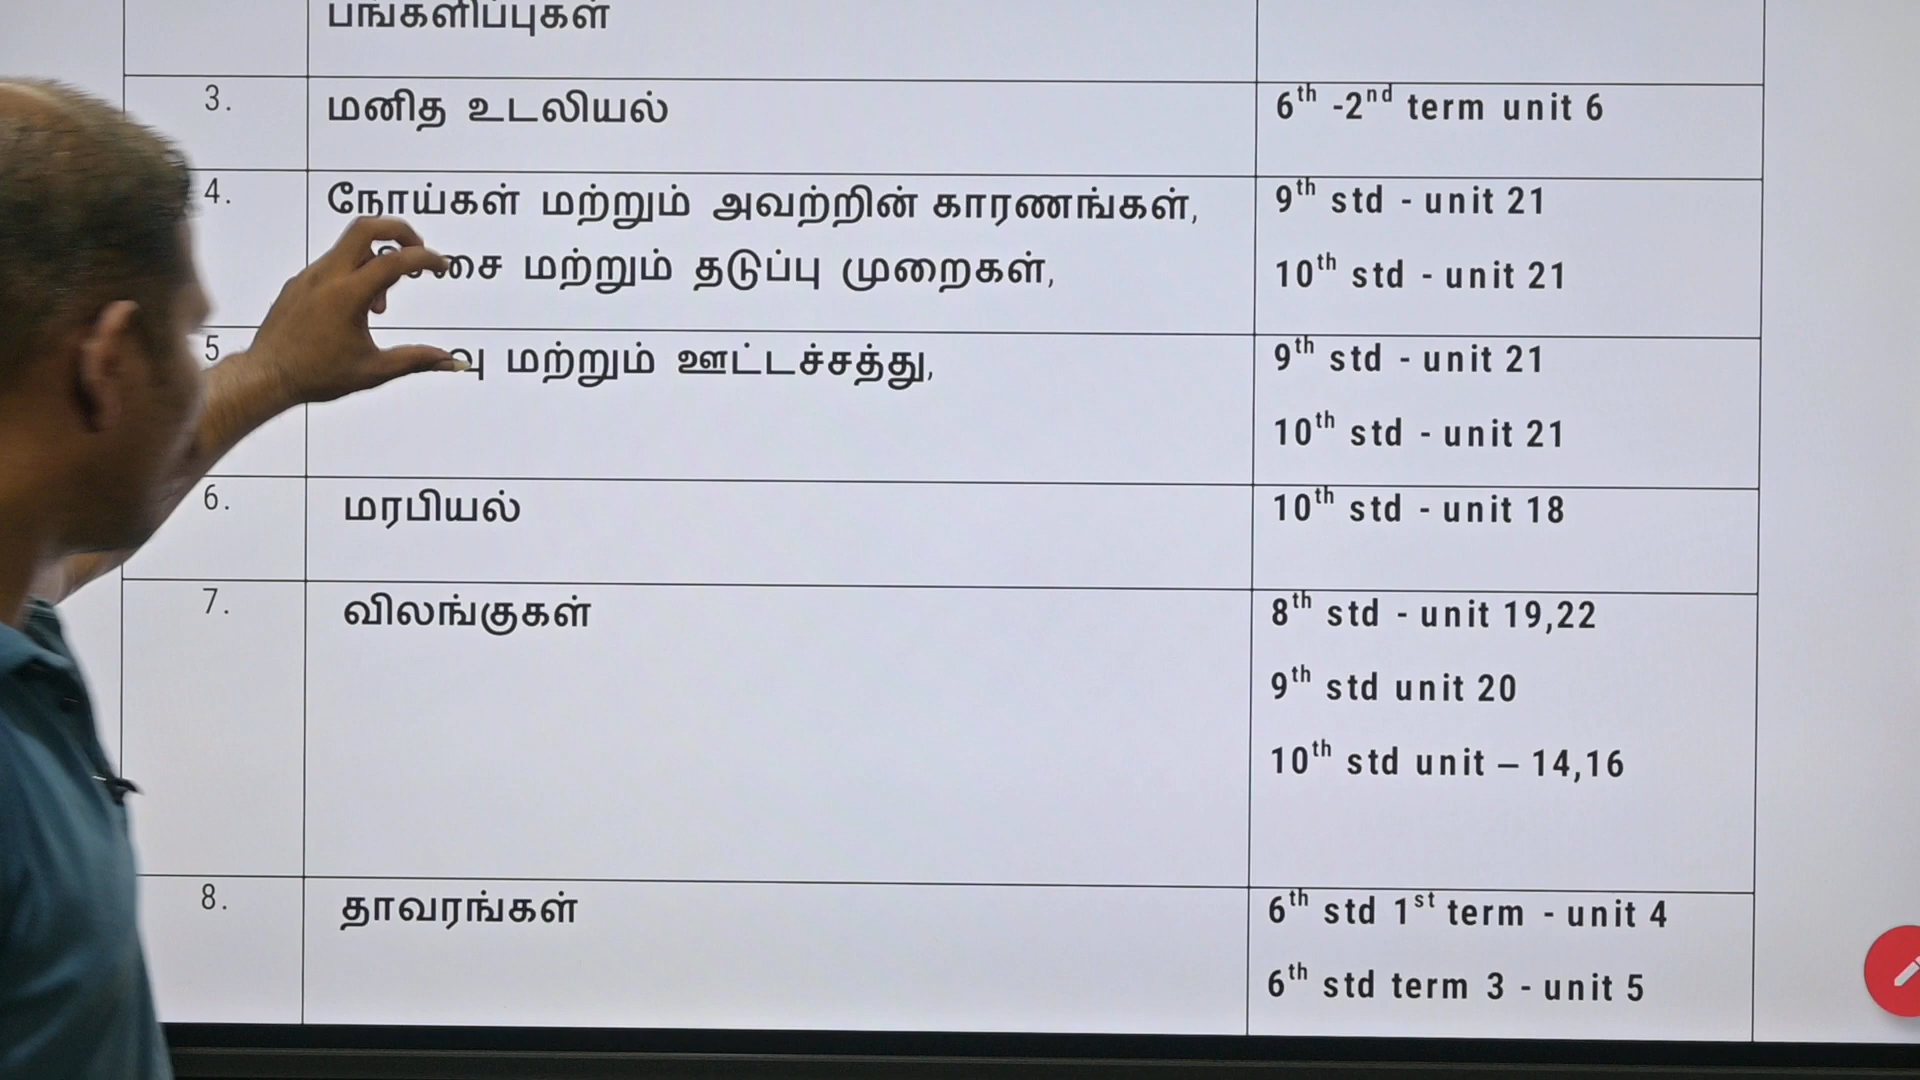 பங்களிப்புகள்
3. மனித உடலியல் 6th -2nd term unit 6
4. நோய்கள் மற்றும் அவற்றின் காரணங்கள், 9th std - unit 21
மற்றும் தடுப்பு முறைகள், 10th std - unit 21
5 மற்றும் ஊட்டச்சத்து, 9th std - unit 21
10th std - unit 21
6. மரபியல் 10th std - unit 18
7. விலங்குகள் 8th std - unit 19,22
9th std unit 20
10th std unit – 14,16
8. தாவரங்கள் 6th std 1st term - unit 4
6th std term 3 - unit 5